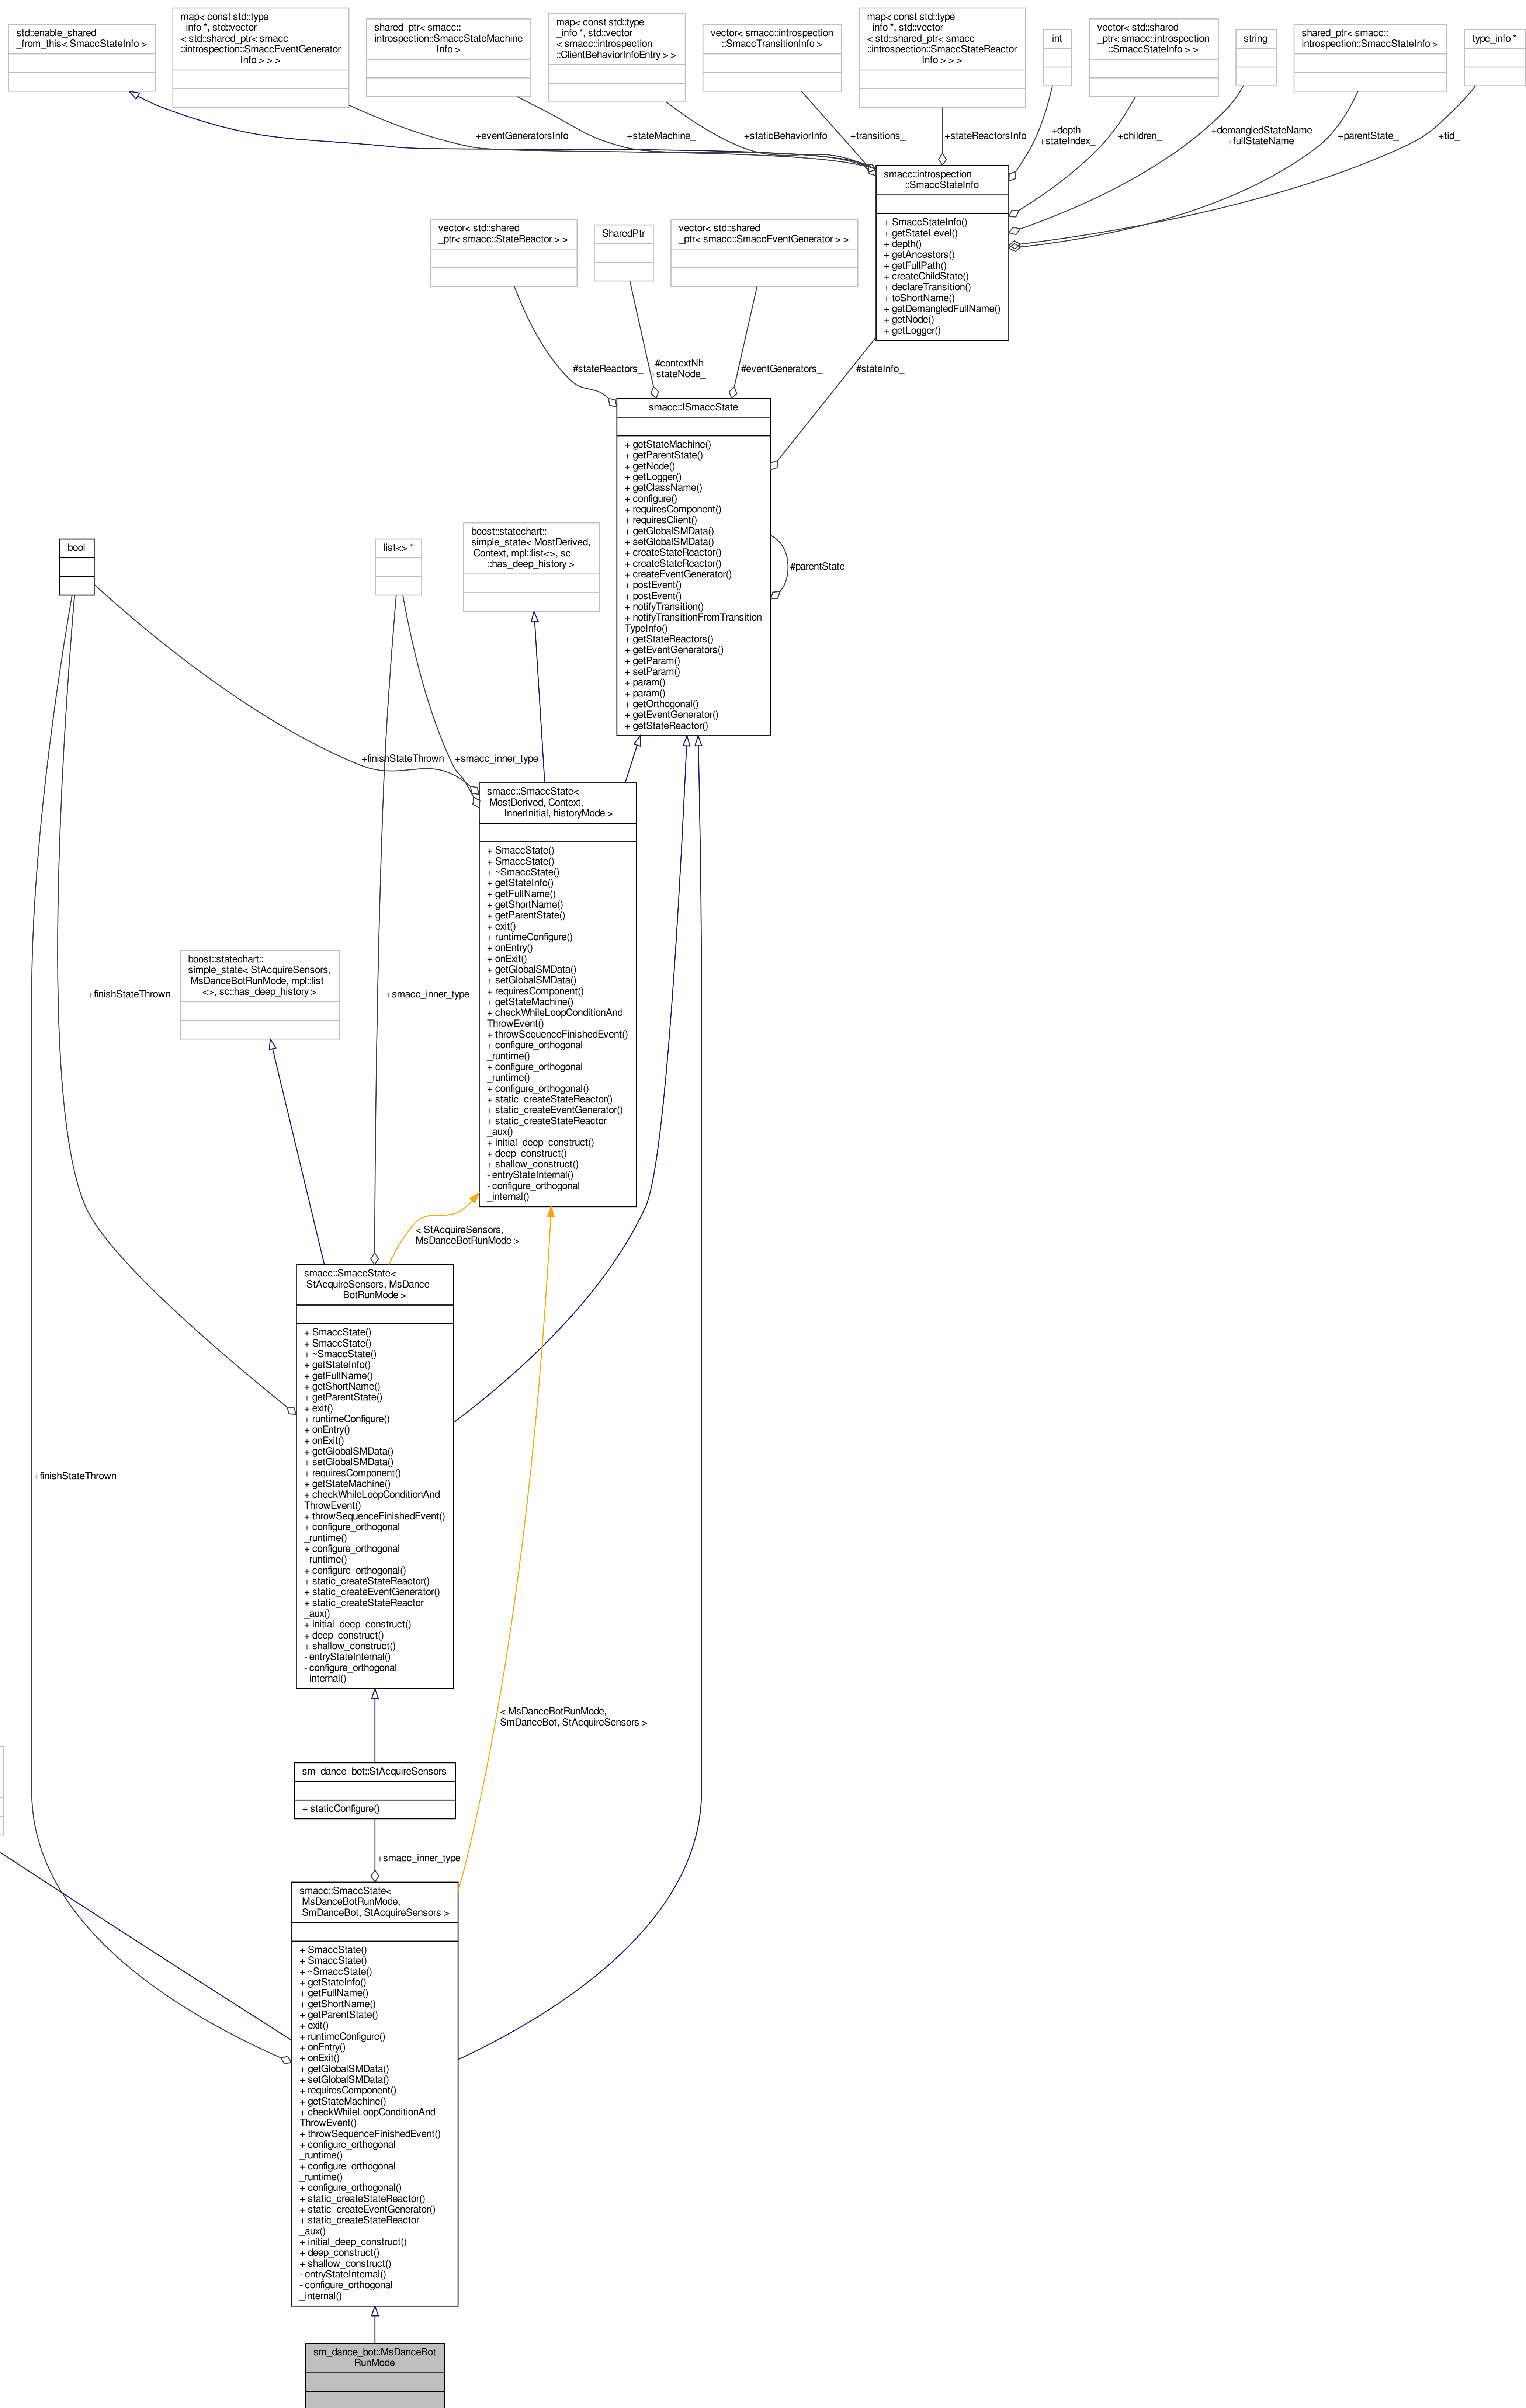 std::enable_shared
_from_this< SmaccStateInfo >
map< const std::type
_info *, std::vector
< std::shared_ptr< smacc
::introspection::SmaccEventGenerator
Info > > >
shared_ptr< smacc::
introspection::SmaccStateMachine
Info >
map< const std::type
_info *, std::vector
< smacc::introspection
::ClientBehaviorInfoEntry > >
vector< smacc::introspection
::SmaccTransitionInfo >
map< const std::type
_info *, std::vector
< std::shared_ptr< smacc
::introspection::SmaccStateReactor
Info > > >
int
vector< std::shared
_ptr< smacc::introspection
::SmaccStateInfo > >
string
shared_ptr< smacc::
introspection::SmaccStateInfo >
type_info *
+eventGeneratorsInfo
+stateMachine_
+staticBehaviorInfo
+transitions_
+stateReactorsInfo
+depth_
+stateIndex_
+children_
+demangledStateName
+fullStateName
+parentState_
+tid_
smacc::introspection
::SmaccStateInfo
+ SmaccStateInfo()
+ getStateLevel()
+ depth()
+ getAncestors()
+ getFullPath()
+ createChildState()
+ declareTransition()
+ toShortName()
+ getDemangledFullName()
+ getNode()
+ getLogger()
vector< std::shared
_ptr< smacc::StateReactor > >
SharedPtr
vector< std::shared
_ptr< smacc::SmaccEventGenerator > >
#stateReactors_
#contextNh
+stateNode_
#eventGenerators_
#stateInfo_
smacc::ISmaccState
+ getStateMachine()
+ getParentState()
+ getNode()
+ getLogger()
+ getClassName()
+ configure()
+ requiresComponent()
+ requiresClient()
+ getGlobalSMData()
+ setGlobalSMData()
+ createStateReactor()
+ createStateReactor()
+ createEventGenerator()
+ postEvent()
+ postEvent()
+ notifyTransition()
+ notifyTransitionFromTransition
TypeInfo()
+ getStateReactors()
+ getEventGenerators()
+ getParam()
+ setParam()
+ param()
+ param()
+ getOrthogonal()
+ getEventGenerator()
+ getStateReactor()
#parentState_
bool
list<> *
boost::statechart::
simple_state< MostDerived,
Context, mpl::list<>, sc
::has_deep_history >
+finishStateThrown
+smacc_inner_type
smacc::SmaccState<
MostDerived, Context,
InnerInitial, historyMode >
+ SmaccState()
+ SmaccState()
+ ~SmaccState()
+ getStateInfo()
+ getFullName()
+ getShortName()
+ getParentState()
+ exit()
+ runtimeConfigure()
+ onEntry()
+ onExit()
+ getGlobalSMData()
+ setGlobalSMData()
+ requiresComponent()
+ getStateMachine()
+ checkWhileLoopConditionAnd
ThrowEvent()
+ throwSequenceFinishedEvent()
+ configure_orthogonal
_runtime()
+ configure_orthogonal
_runtime()
+ configure_orthogonal()
+ static_createStateReactor()
+ static_createEventGenerator()
+ static_createStateReactor
_aux()
+ initial_deep_construct()
+ deep_construct()
+ shallow_construct()
- entryStateInternal()
- configure_orthogonal
_internal()
boost::statechart::
simple_state< StAcquireSensors,
MsDanceBotRunMode, mpl::list
<>, sc::has_deep_history >
+finishStateThrown
+smacc_inner_type
< StAcquireSensors,
MsDanceBotRunMode >
smacc::SmaccState<
StAcquireSensors, MsDance
BotRunMode >
+ SmaccState()
+ SmaccState()
+ ~SmaccState()
+ getStateInfo()
+ getFullName()
+ getShortName()
+ getParentState()
+ exit()
+ runtimeConfigure()
+ onEntry()
+ onExit()
+ getGlobalSMData()
+ setGlobalSMData()
+ requiresComponent()
+ getStateMachine()
+ checkWhileLoopConditionAnd
ThrowEvent()
+ throwSequenceFinishedEvent()
+ configure_orthogonal
_runtime()
+ configure_orthogonal
_runtime()
+ configure_orthogonal()
+ static_createStateReactor()
+ static_createEventGenerator()
+ static_createStateReactor
_aux()
+ initial_deep_construct()
+ deep_construct()
+ shallow_construct()
- entryStateInternal()
- configure_orthogonal
_internal()
+finishStateThrown
< MsDanceBotRunMode,
SmDanceBot, StAcquireSensors >
sm_dance_bot::StAcquireSensors
+ staticConfigure()
+smacc_inner_type
smacc::SmaccState<
MsDanceBotRunMode,
SmDanceBot, StAcquireSensors >
+ SmaccState()
+ SmaccState()
+ ~SmaccState()
+ getStateInfo()
+ getFullName()
+ getShortName()
+ getParentState()
+ exit()
+ runtimeConfigure()
+ onEntry()
+ onExit()
+ getGlobalSMData()
+ setGlobalSMData()
+ requiresComponent()
+ getStateMachine()
+ checkWhileLoopConditionAnd
ThrowEvent()
+ throwSequenceFinishedEvent()
+ configure_orthogonal
_runtime()
+ configure_orthogonal
_runtime()
+ configure_orthogonal()
+ static_createStateReactor()
+ static_createEventGenerator()
+ static_createStateReactor
_aux()
+ initial_deep_construct()
+ deep_construct()
+ shallow_construct()
- entryStateInternal()
- configure_orthogonal
_internal()
sm_dance_bot::MsDanceBot
RunMode